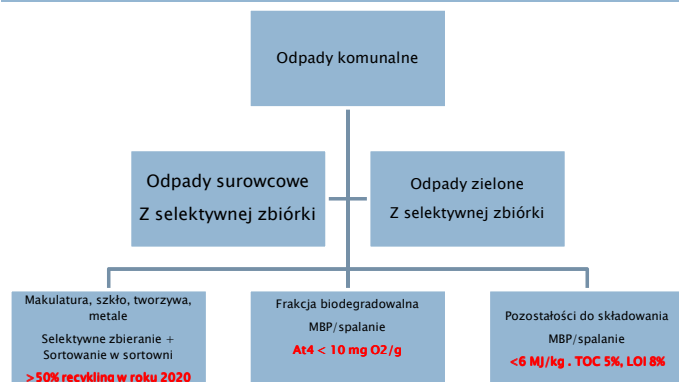 Odpady komunalne
Odpady surowcowe
Z selektywnej zbiórki
Odpady zielone
Z selektywnej zbiórki
Makulatura, szkło, tworzywa,
metale
Selektywne zbieranie +
Sortowanie w sortowni
>50% recykling w roku 2020
Frakcja biodegradowalna
MBP/spalanie
At4 < 10 mg O2/g
Pozostałości do składowania
MBP/spalanie
<6 MJ/kg . TOC 5%, LOI 8%